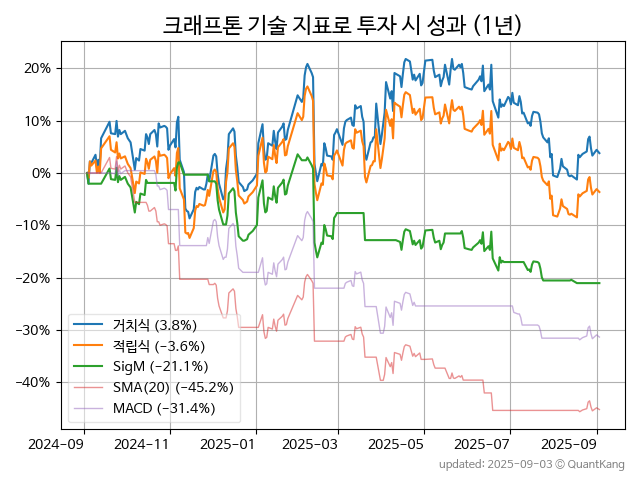 크래프톤 기술 지표로 투자 시 성과 (1년)
20%
10%
0%
−10%
−20%
−30%
−40%
거치식 (3.8%)
적립식 (−3.6%)
SigM (−21.1%)
SMA(20) (−45.2%)
MACD (−31.4%)
2024-09 2024-11 2025-01 2025-03 2025-05 2025-07 2025-09
updated: 2025-09-03 © QuantKang